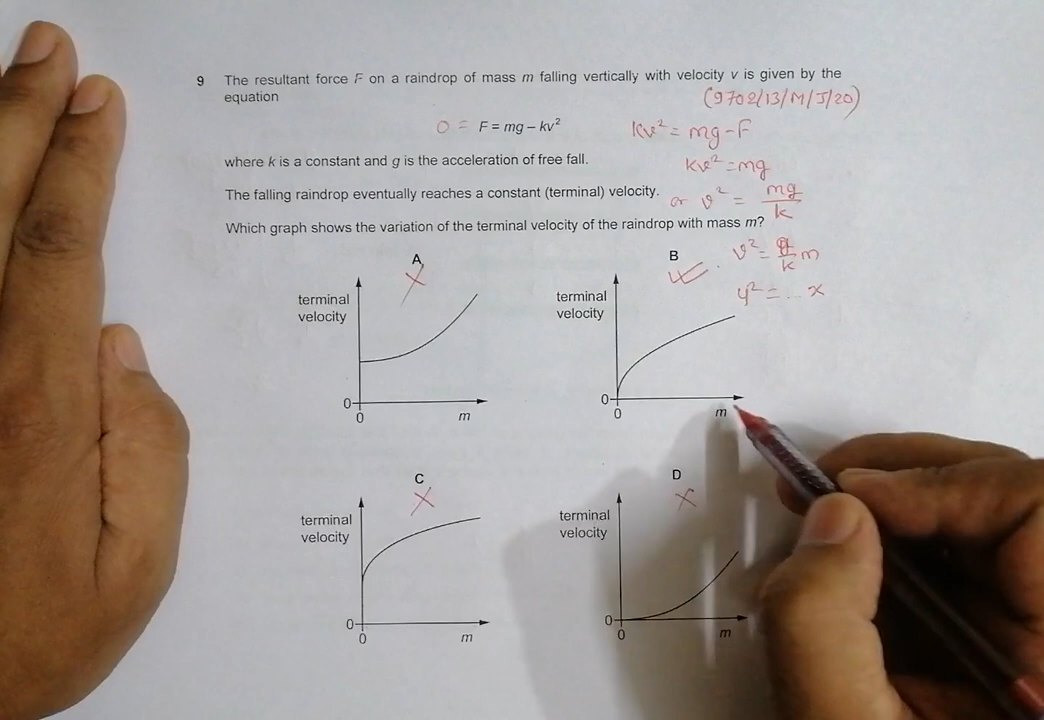 9 The resultant force F on a raindrop of mass m falling vertically with velocity v is given by the
equation
(9702/13/M/J/20)
0 = F = mg – kv²
kv² = mg - F
where k is a constant and g is the acceleration of free fall.
kv² = mg
The falling raindrop eventually reaches a constant (terminal) velocity.
or v² = mg/k
Which graph shows the variation of the terminal velocity of the raindrop with mass m?
v² = g/k m
y² = ... x
A
terminal
velocity
0
0
m
B
terminal
velocity
0
0
m
C
terminal
velocity
0
0
m
D
terminal
velocity
0
0
m